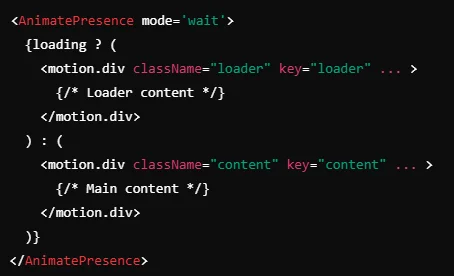 <AnimatePresence mode='wait'>
{loading ? (
<motion.div className="loader" key="loader" ... >
{/* Loader content */}
</motion.div>
) : (
<motion.div className="content" key="content" ... >
{/* Main content */}
</motion.div>
)}
</AnimatePresence>